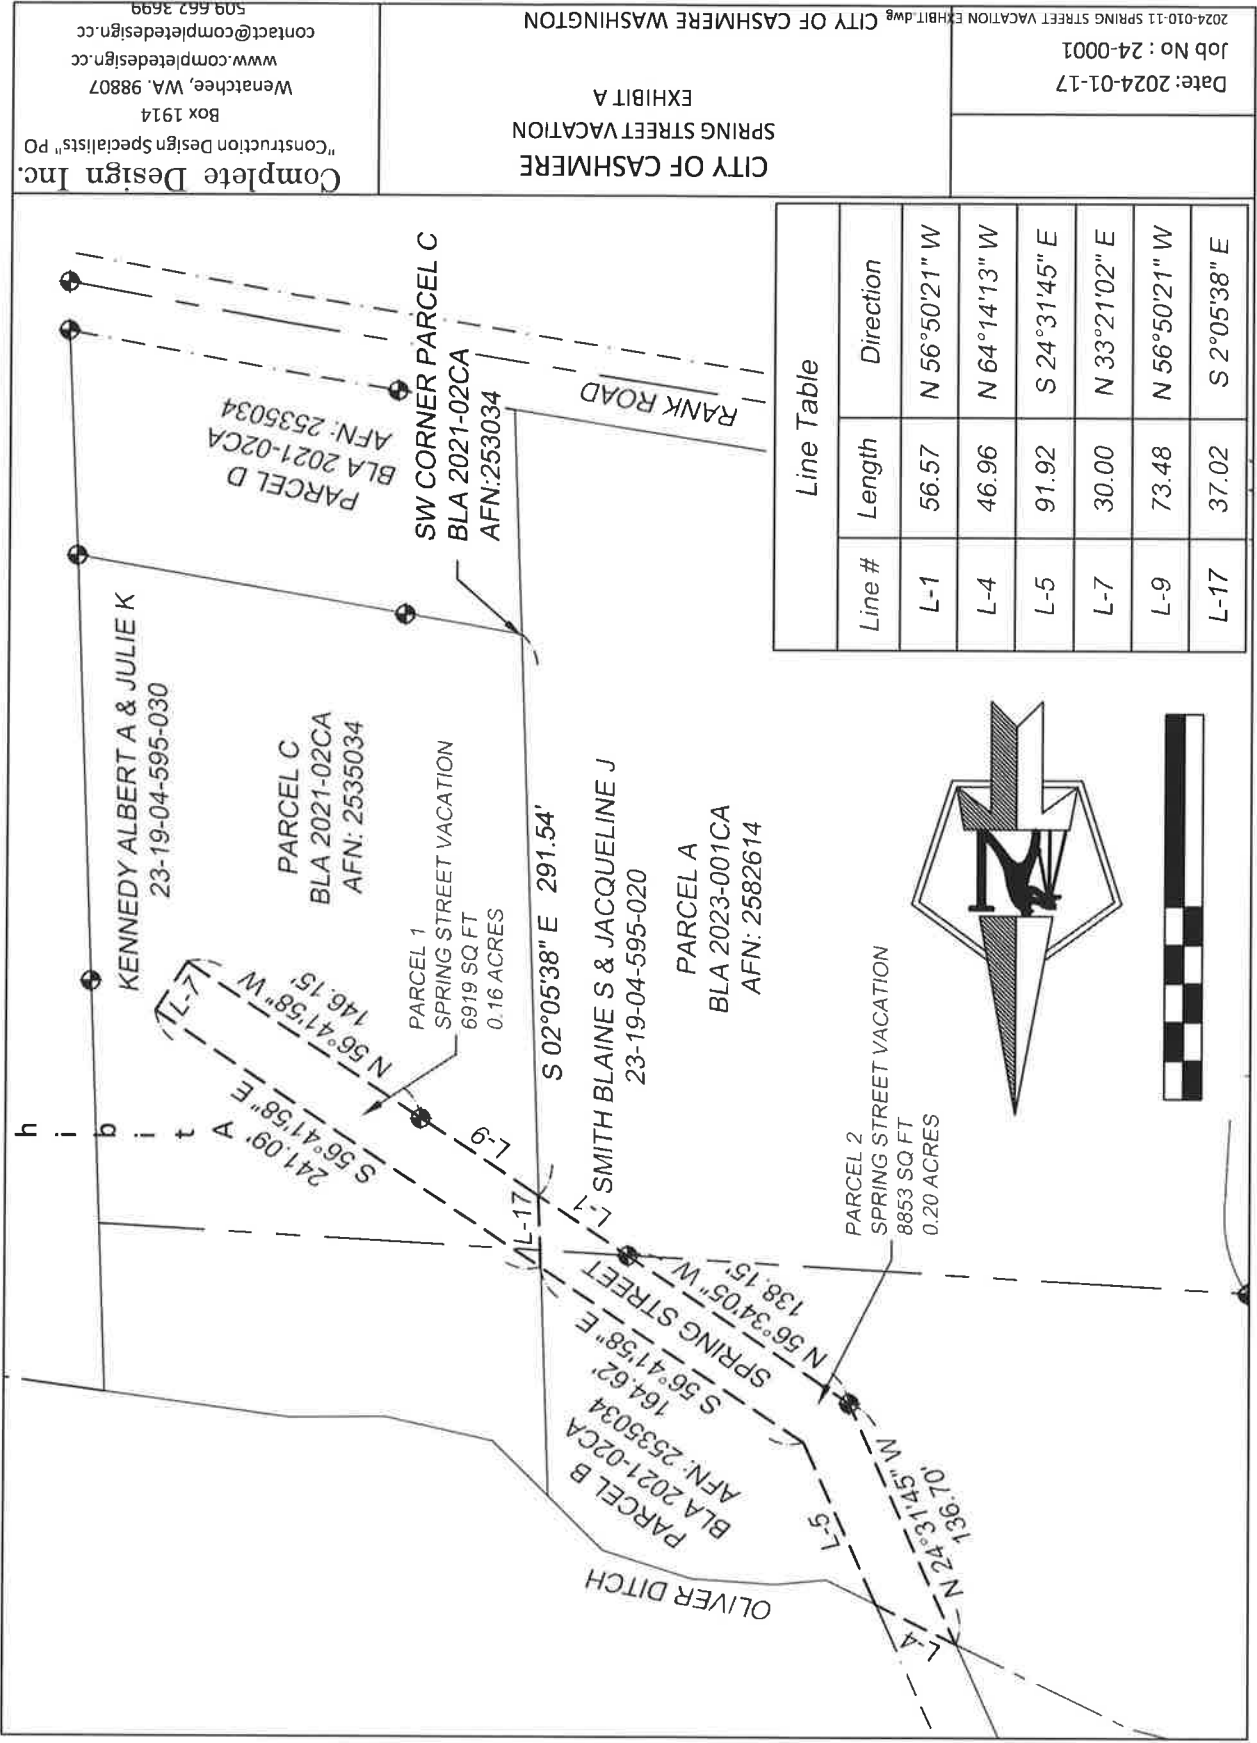 Complete Design Inc.
"Construction Design Specialists" PO
Box 1914
Wenatchee, WA. 98807
www.completedesign.cc
contact@completedesign.cc
509 662 3699
CITY OF CASHMERE
SPRING STREET VACATION
EXHIBIT A
CITY OF CASHMERE WASHINGTON
Date: 2024-01-17
Job No : 24-0001
2024-010-11 SPRING STREET VACATION EXHIBIT.dwg
Line Table
Line # Length Direction
L-1 56.57 N 56°50'21" W
L-4 46.96 N 64°14'13" W
L-5 91.92 S 24°31'45" E
L-7 30.00 N 33°21'02" E
L-9 73.48 N 56°50'21" W
L-17 37.02 S 2°05'38" E
RANK ROAD
PARCEL D
BLA 2021-02CA
AFN: 2535034
SW CORNER PARCEL C
BLA 2021-02CA
AFN:253034
KENNEDY ALBERT A & JULIE K
23-19-04-595-030
PARCEL C
BLA 2021-02CA
AFN: 2535034
PARCEL 1
SPRING STREET VACATION
6919 SQ FT
0.16 ACRES
S 02°05'38" E 291.54'
SMITH BLAINE S & JACQUELINE J
23-19-04-595-020
PARCEL A
BLA 2023-001CA
AFN: 2582614
PARCEL 2
SPRING STREET VACATION
8853 SQ FT
0.20 ACRES
L-7
N 56°41'58" W
146.15'
S 56°41'58" E
241.09'
h i b i t A
L-9
L-17
L-1
SPRING STREET
N 56°34'05" W
138.15'
S 56°41'58" E
164.62'
PARCEL B
BLA 2021-02CA
AFN: 2535034
OLIVER DITCH
L-5
N 24°31'45" W
136.70'
L-4
N